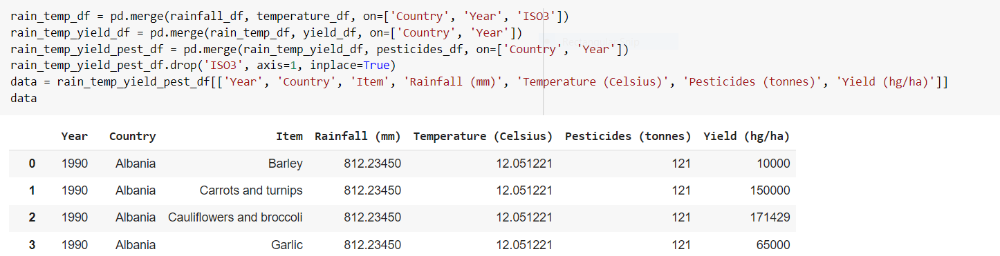 rain_temp_df = pd.merge(rainfall_df, temperature_df, on=['Country', 'Year', 'ISO3'])
rain_temp_yield_df = pd.merge(rain_temp_df, yield_df, on=['Country', 'Year'])
rain_temp_yield_pest_df = pd.merge(rain_temp_yield_df, pesticides_df, on=['Country', 'Year'])
rain_temp_yield_pest_df.drop('ISO3', axis=1, inplace=True)
data = rain_temp_yield_pest_df[['Year', 'Country', 'Item', 'Rainfall (mm)', 'Temperature (Celsius)', 'Pesticides (tonnes)', 'Yield (hg/ha)']]
data
Year Country Item Rainfall (mm) Temperature (Celsius) Pesticides (tonnes) Yield (hg/ha)
0 1990 Albania Barley 812.23450 12.051221 121 10000
1 1990 Albania Carrots and turnips 812.23450 12.051221 121 150000
2 1990 Albania Cauliflowers and broccoli 812.23450 12.051221 121 171429
3 1990 Albania Garlic 812.23450 12.051221 121 65000